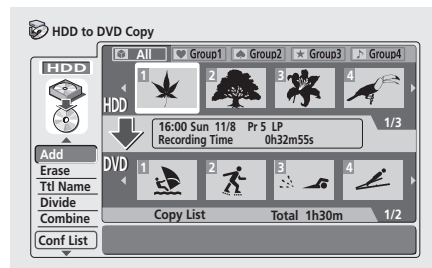 HDD to DVD Copy
HDD
All Group1 Group2 Group3 Group4
HDD
1 2 3 4
16:00 Sun 11/8 Pr 5 LP
Recording Time 0h32m55s
1/3
Add
Erase
Ttl Name
Divide
Combine
Conf List
DVD
1 2 3 4
Copy List Total 1h30m 1/2